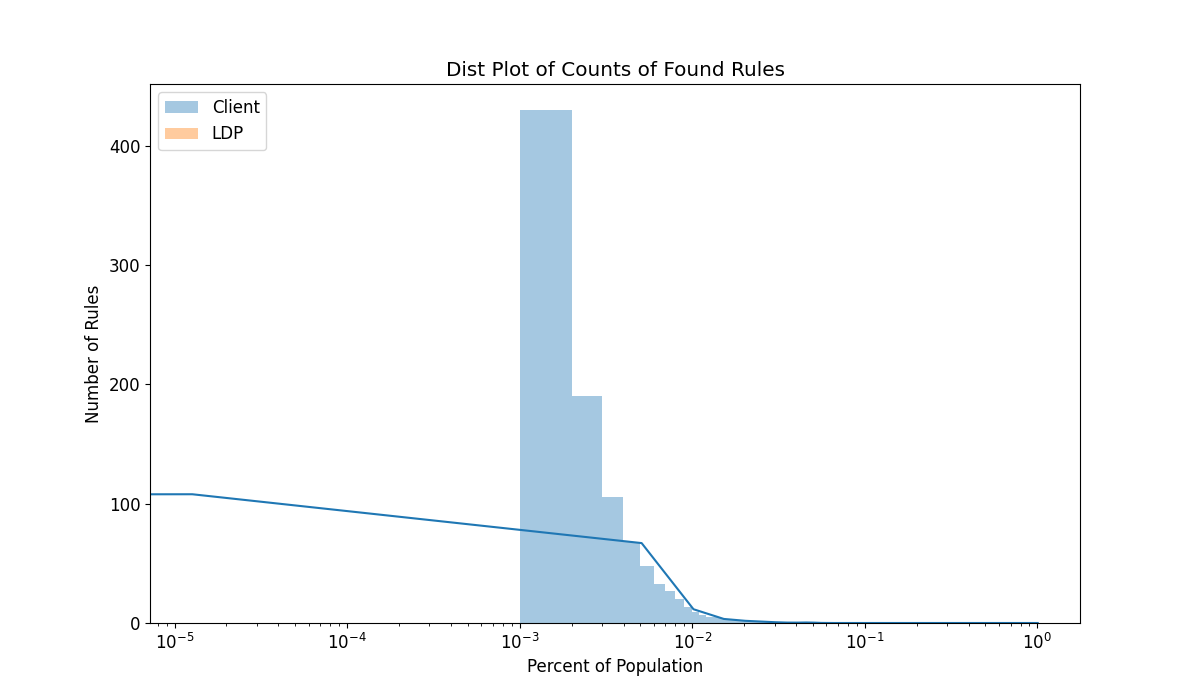 Dist Plot of Counts of Found Rules
Client
LDP
400
300
200
100
0
Number of Rules
10⁻⁵ 10⁻⁴ 10⁻³ 10⁻² 10⁻¹ 10⁰
Percent of Population